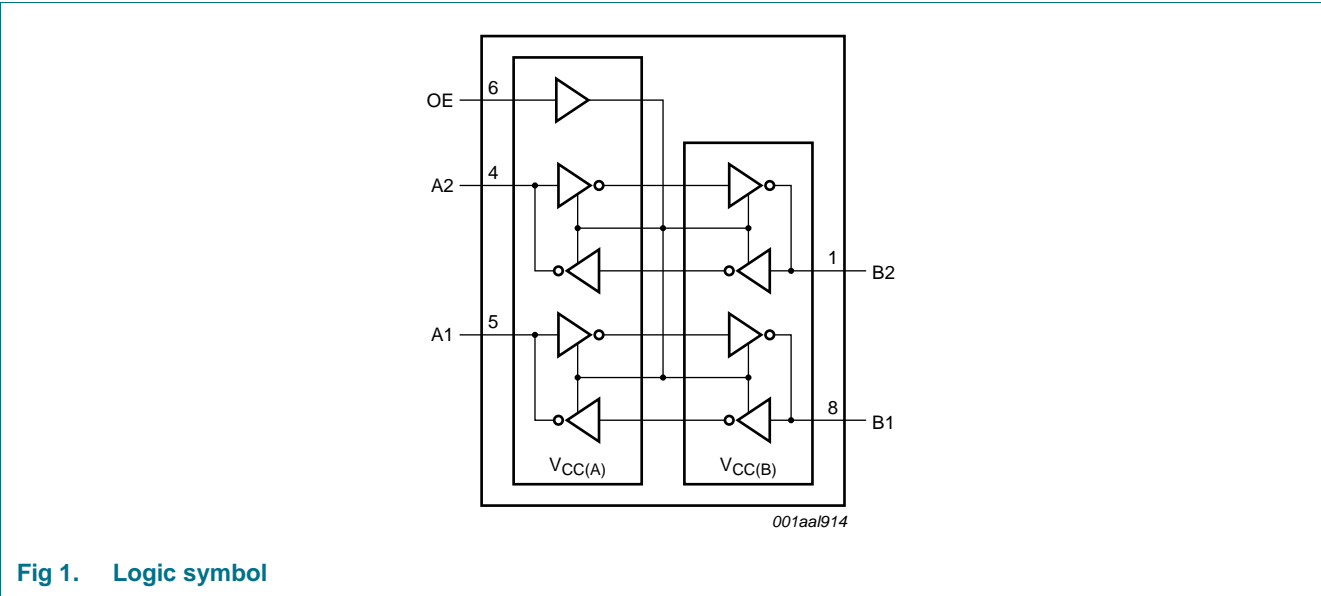 OE 6
A2 4
1 B2
A1 5
8 B1
VCC(A) VCC(B)
001aal914
Fig 1. Logic symbol